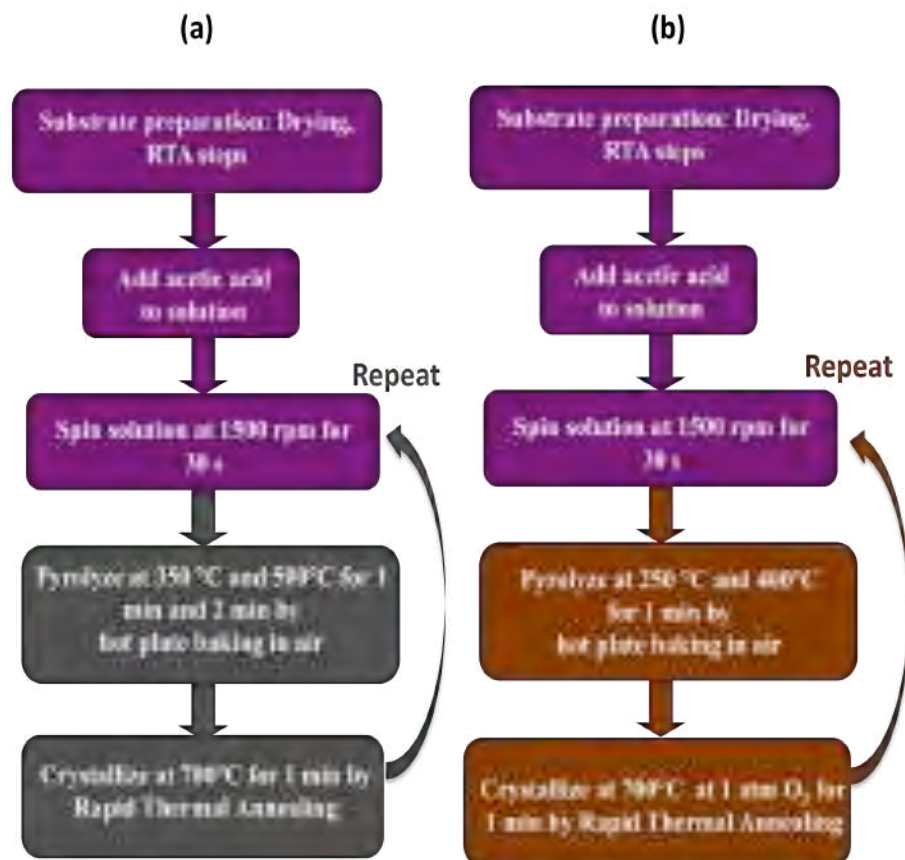 (a)
Substrate preparation: Drying,
RTA steps
Add acetic acid
to solution
Repeat
Spin solution at 1500 rpm for
30 s
Pyrolyze at 350 °C and 500°C for 1
min and 2 min by
hot plate baking in air
Crystallize at 700°C for 1 min by
Rapid Thermal Annealing
(b)
Substrate preparation: Drying,
RTA steps
Add acetic acid
to solution
Repeat
Spin solution at 1500 rpm for
30 s
Pyrolyze at 250 °C and 400°C
for 1 min by
hot plate baking in air
Crystallize at 700°C at 1 atm O₂ for
1 min by Rapid Thermal Annealing